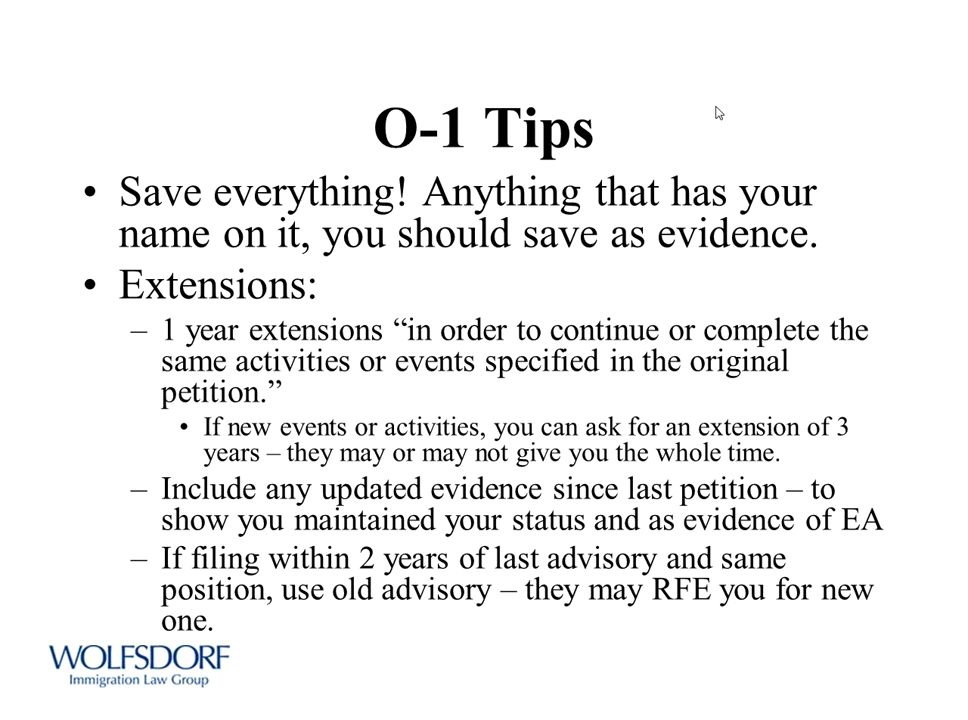 O-1 Tips
• Save everything! Anything that has your
name on it, you should save as evidence.
• Extensions:
– 1 year extensions “in order to continue or complete the
same activities or events specified in the original
petition.”
• If new events or activities, you can ask for an extension of 3
years – they may or may not give you the whole time.
– Include any updated evidence since last petition – to
show you maintained your status and as evidence of EA
– If filing within 2 years of last advisory and same
position, use old advisory – they may RFE you for new
one.
WOLFSDORF
Immigration Law Group